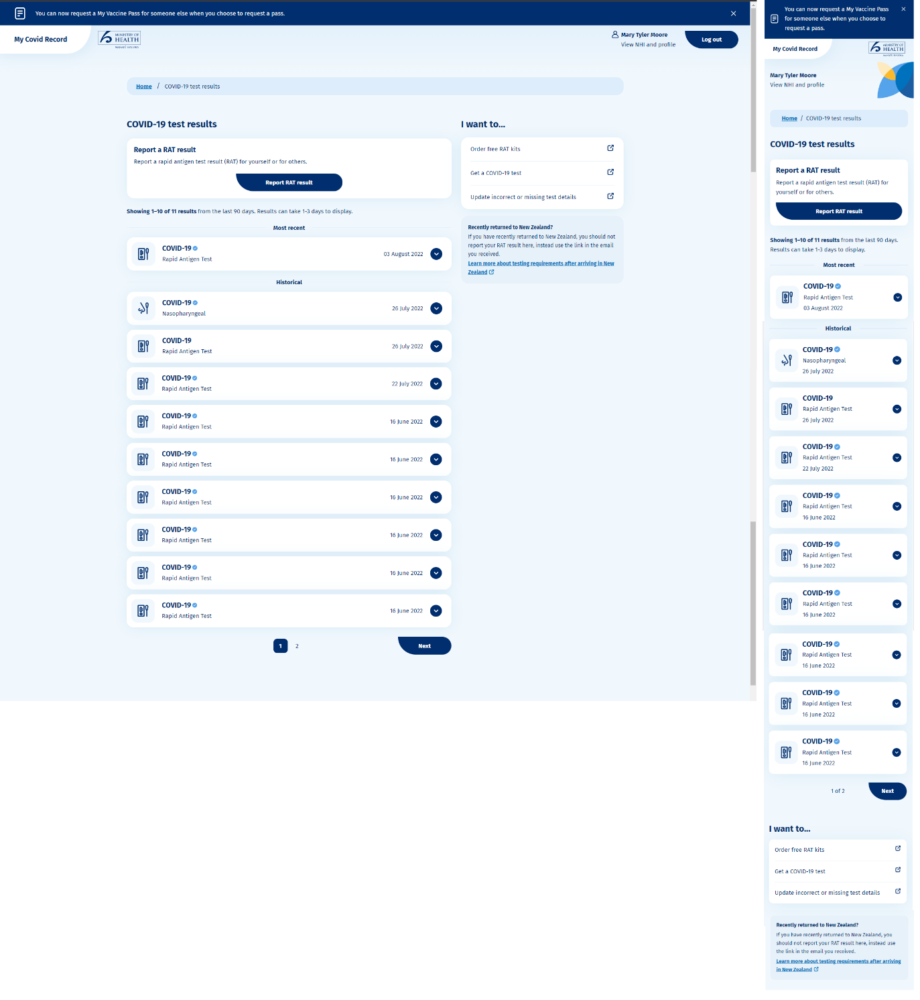 You can now request a My Vaccine Pass for someone else when you choose to request a pass.
My Covid Record
MINISTRY OF
HEALTH
MANATŪ HAUORA
Mary Tyler Moore
View NHI and profile
Log out
Home / COVID-19 test results
COVID-19 test results
Report a RAT result
Report a rapid antigen test result (RAT) for yourself or for others.
Report RAT result
Showing 1–10 of 11 results from the last 90 days. Results can take 1-3 days to display.
Most recent
COVID-19
Rapid Antigen Test
03 August 2022
Historical
COVID-19
Nasopharyngeal
26 July 2022
COVID-19
Rapid Antigen Test
26 July 2022
COVID-19
Rapid Antigen Test
22 July 2022
COVID-19
Rapid Antigen Test
16 June 2022
COVID-19
Rapid Antigen Test
16 June 2022
COVID-19
Rapid Antigen Test
16 June 2022
COVID-19
Rapid Antigen Test
16 June 2022
COVID-19
Rapid Antigen Test
16 June 2022
COVID-19
Rapid Antigen Test
16 June 2022
1 2
Next
I want to...
Order free RAT kits
Get a COVID-19 test
Update incorrect or missing test details
Recently returned to New Zealand?
If you have recently returned to New Zealand, you should not
report your RAT result here, instead use the link in the email
you received.
Learn more about testing requirements after arriving in New
Zealand
You can now request a My Vaccine Pass
for someone else when you choose to
request a pass.
My Covid Record
MINISTRY OF
HEALTH
MANATŪ HAUORA
Mary Tyler Moore
View NHI and profile
Home / COVID-19 test results
COVID-19 test results
Report a RAT result
Report a rapid antigen test result (RAT) for
yourself or for others.
Report RAT result
Showing 1–10 of 11 results from the last 90 days.
Results can take 1-3 days to display.
Most recent
COVID-19
Rapid Antigen Test
03 August 2022
Historical
COVID-19
Nasopharyngeal
26 July 2022
COVID-19
Rapid Antigen Test
26 July 2022
COVID-19
Rapid Antigen Test
22 July 2022
COVID-19
Rapid Antigen Test
16 June 2022
COVID-19
Rapid Antigen Test
16 June 2022
COVID-19
Rapid Antigen Test
16 June 2022
COVID-19
Rapid Antigen Test
16 June 2022
COVID-19
Rapid Antigen Test
16 June 2022
COVID-19
Rapid Antigen Test
16 June 2022
1 of 2
Next
I want to...
Order free RAT kits
Get a COVID-19 test
Update incorrect or missing test details
Recently returned to New Zealand?
If you have recently returned to New Zealand, you
should not report your RAT result here, instead use
the link in the email you received.
Learn more about testing requirements after arriving
in New Zealand